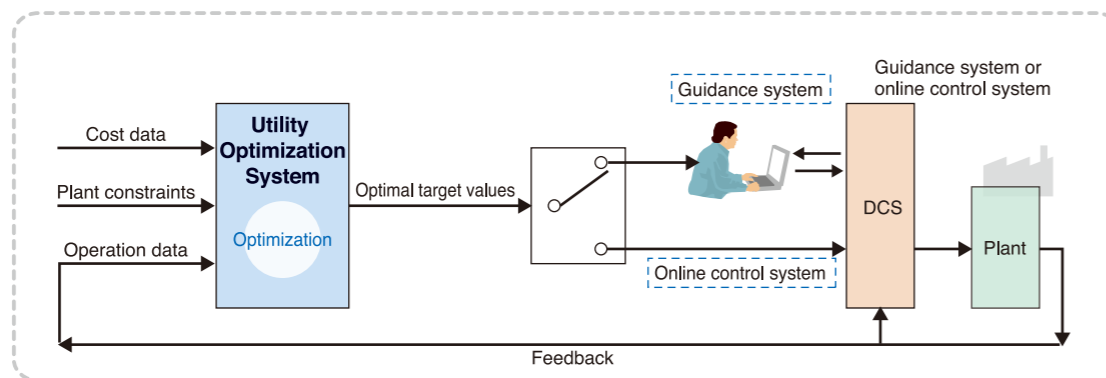 Guidance system or
online control system
Guidance system
Cost data
Utility
Optimization
System
Plant constraints
Optimal target values
DCS
Operation data
Optimization
Online control system
Plant
Feedback